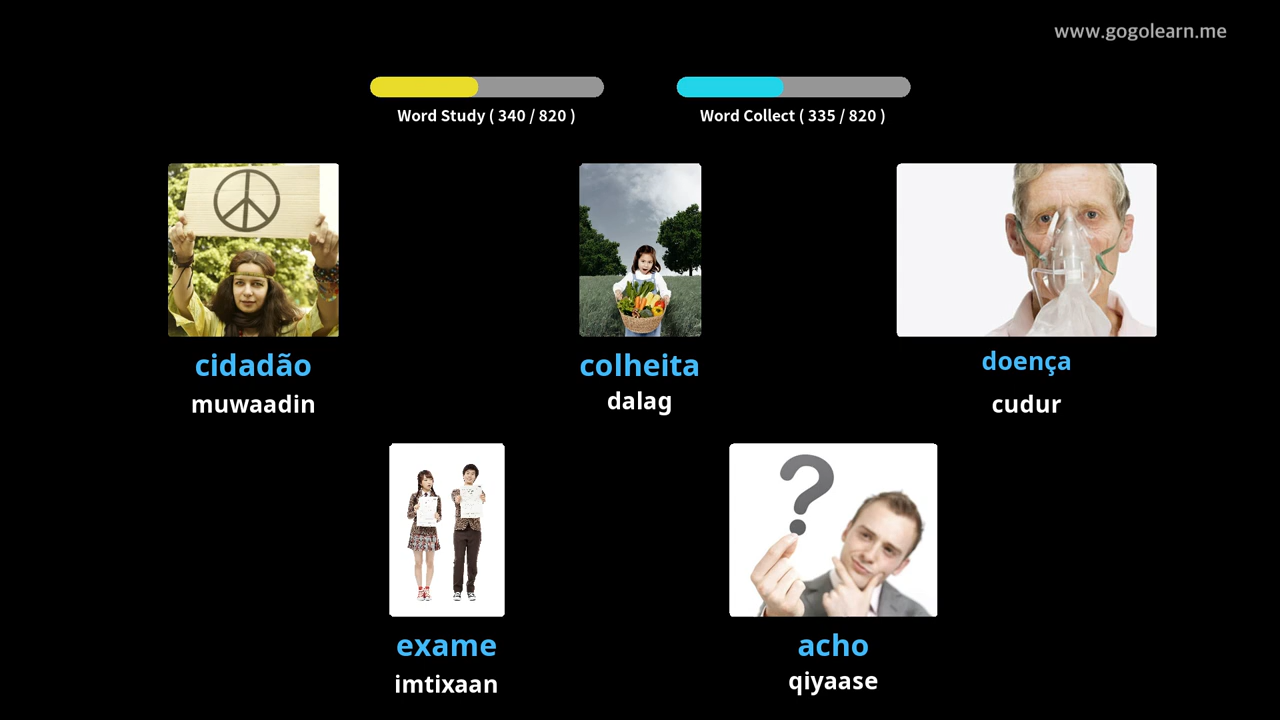 www.gogolearn.me
Word Study ( 340 / 820 )
Word Collect ( 335 / 820 )
cidadão
muwaadin
colheita
dalag
doença
cudur
exame
imtixaan
acho
qiyaase